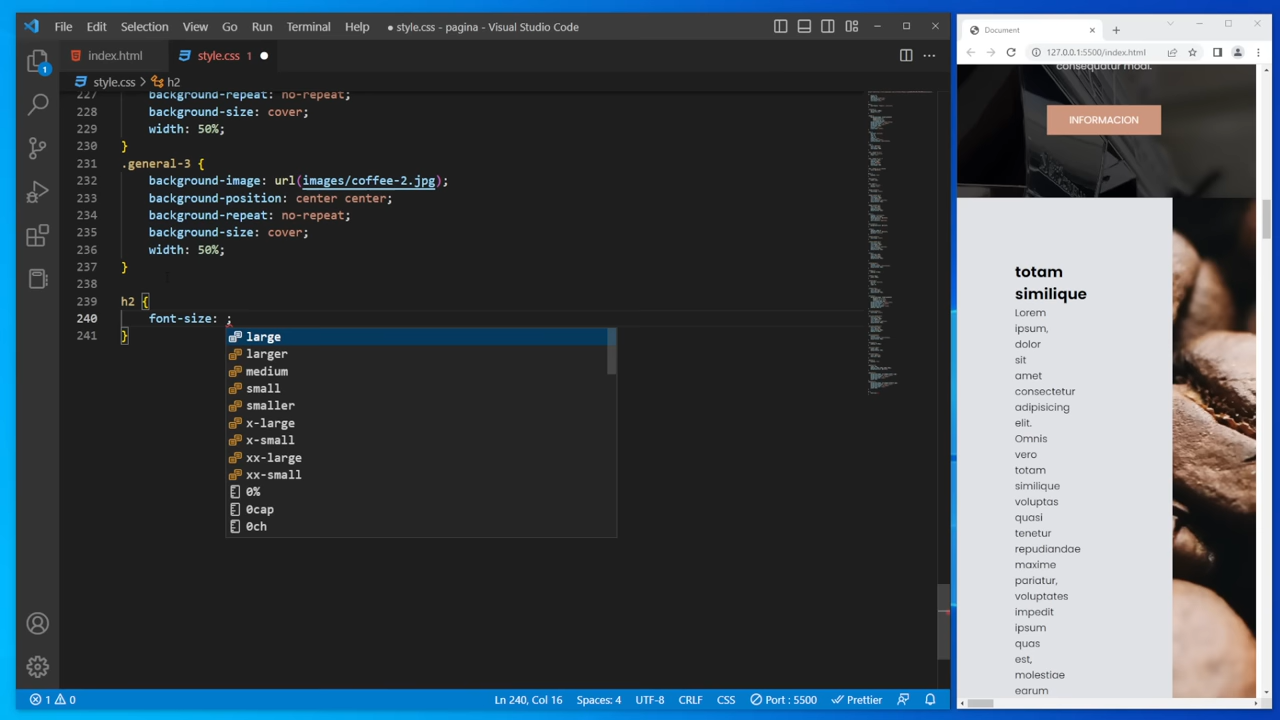 File Edit Selection View Go Run Terminal Help
● style.css - pagina - Visual Studio Code
index.html
style.css 1
style.css > h2
227 background-repeat: no-repeat;
228 background-size: cover;
229 width: 50%;
230 }
231 .general-3 {
232 background-image: url(images/coffee-2.jpg);
233 background-position: center center;
234 background-repeat: no-repeat;
235 background-size: cover;
236 width: 50%;
237 }
238
239 h2 {
240 font-size: ;
241 }
large
larger
medium
small
smaller
x-large
x-small
xx-large
xx-small
0%
0cap
0ch
1
1 0
Ln 240, Col 16 Spaces: 4 UTF-8 CRLF CSS Port : 5500 Prettier
Document
127.0.0.1:5500/index.html
consequatur modi.
INFORMACION
totam
similique
Lorem
ipsum,
dolor
sit
amet
consectetur
adipisicing
elit.
Omnis
vero
totam
similique
voluptas
quasi
tenetur
repudiandae
maxime
pariatur,
voluptates
impedit
ipsum
quas
est,
molestiae
earum